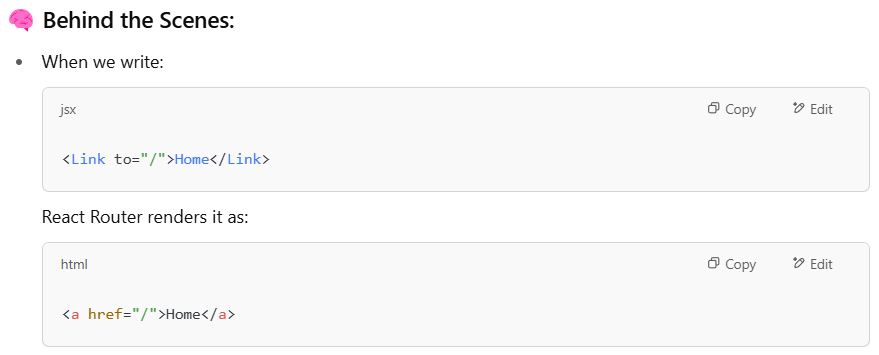 🧠 Behind the Scenes:
• When we write:
jsx Copy Edit
<Link to="/">Home</Link>
React Router renders it as:
html Copy Edit
<a href="/">Home</a>